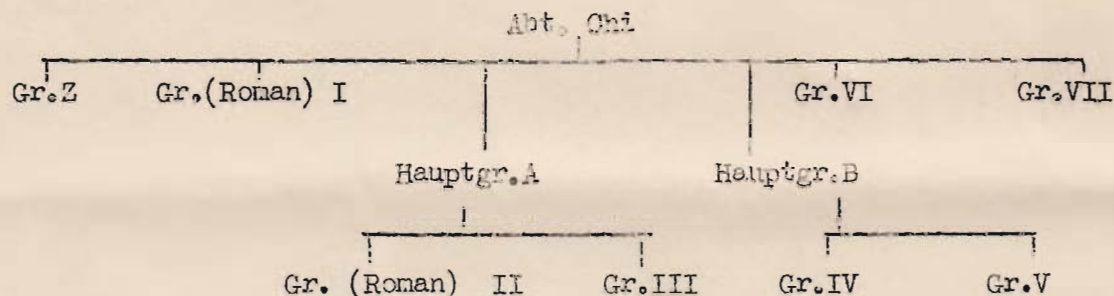 Abt. Chi
Gr.Z Gr.(Roman) I Gr.VI Gr.VII
Hauptgr.A Hauptgr.B
Gr. (Roman) II Gr.III Gr.IV Gr.V